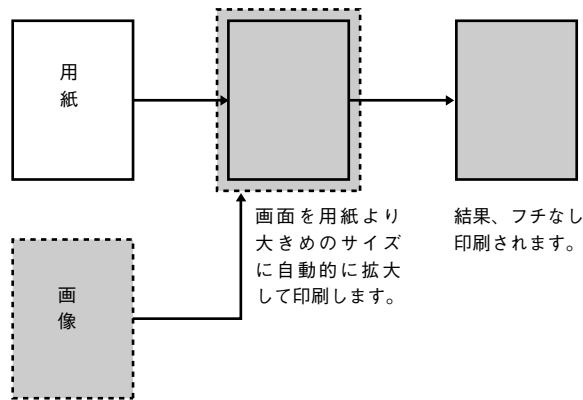 用
紙
画面を用紙より
大きめのサイズ
に自動的に拡大
して印刷します。
結果、フチなし
印刷されます。
画
像